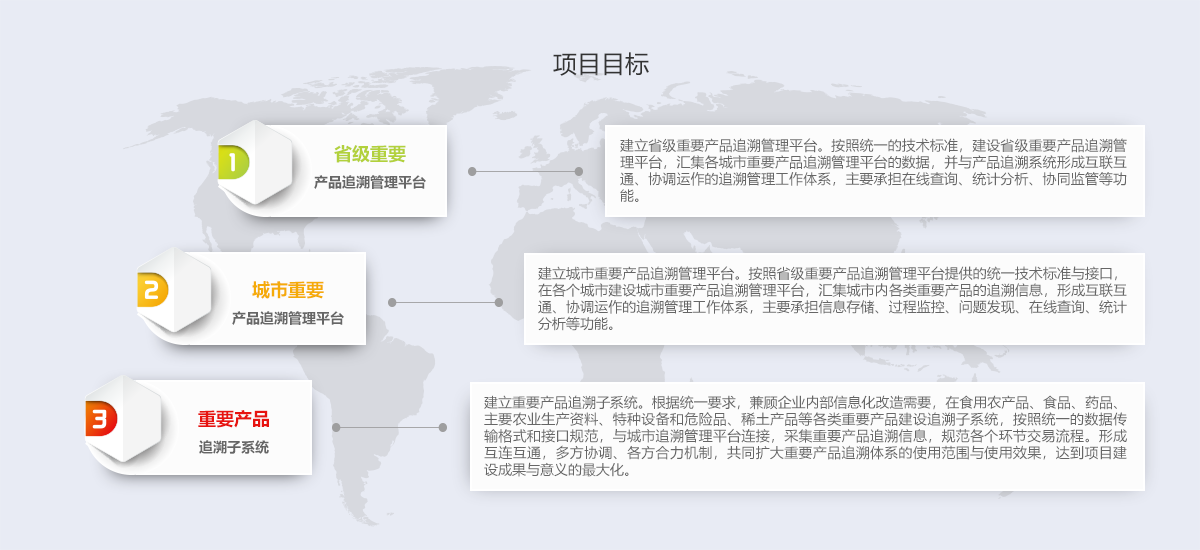 项目目标
1
省级重要
产品追溯管理平台
建立省级重要产品追溯管理平台。按照统一的技术标准，建设省级重要产品追溯管
理平台，汇集各城市重要产品追溯管理平台的数据，并与产品追溯系统形成互联互
通、协调运作的追溯管理工作体系，主要承担在线查询、统计分析、协同监管等功
能。
2
城市重要
产品追溯管理平台
建立城市重要产品追溯管理平台。按照省级重要产品追溯管理平台提供的统一技术标准与接口，
在各个城市建设城市重要产品追溯管理平台，汇集城市内各类重要产品的追溯信息，形成互联互
通、协调运作的追溯管理工作体系，主要承担信息存储、过程监控、问题发现、在线查询、统计
分析等功能。
3
重要产品
追溯子系统
建立重要产品追溯子系统。根据统一要求，兼顾企业内部信息化改造需要，在食用农产品、食品、药品、
主要农业生产资料、特种设备和危险品、稀土产品等各类重要产品建设追溯子系统，按照统一的数据传
输格式和接口规范，与城市追溯管理平台连接，采集重要产品追溯信息，规范各个环节交易流程。形成
互连互通，多方协调、各方合力机制，共同扩大重要产品追溯体系的使用范围与使用效果，达到项目建
设成果与意义的最大化。